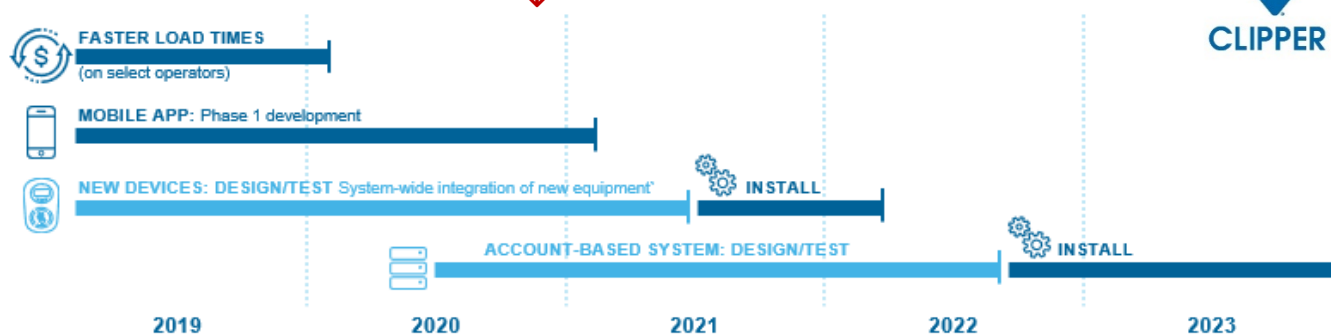 FASTER LOAD TIMES
(on select operators)
CLIPPER
$
MOBILE APP: Phase 1 development
NEW DEVICES: DESIGN/TEST System-wide integration of new equipment*
INSTALL
ACCOUNT-BASED SYSTEM: DESIGN/TEST
INSTALL
2019 2020 2021 2022 2023